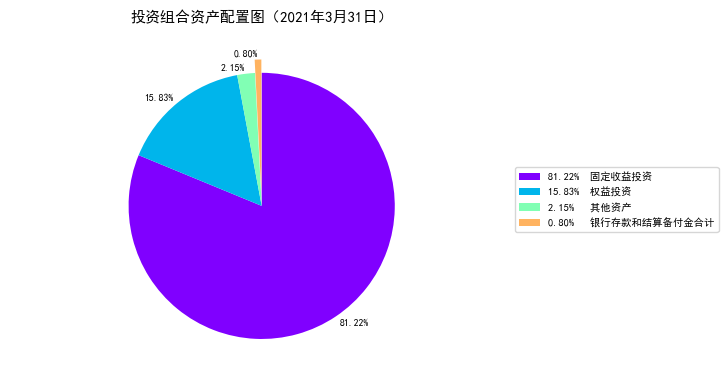 投资组合资产配置图（2021年3月31日）
0.80%
2.15%
15.83%
81.22%
81.22% 固定收益投资
15.83% 权益投资
2.15% 其他资产
0.80% 银行存款和结算备付金合计